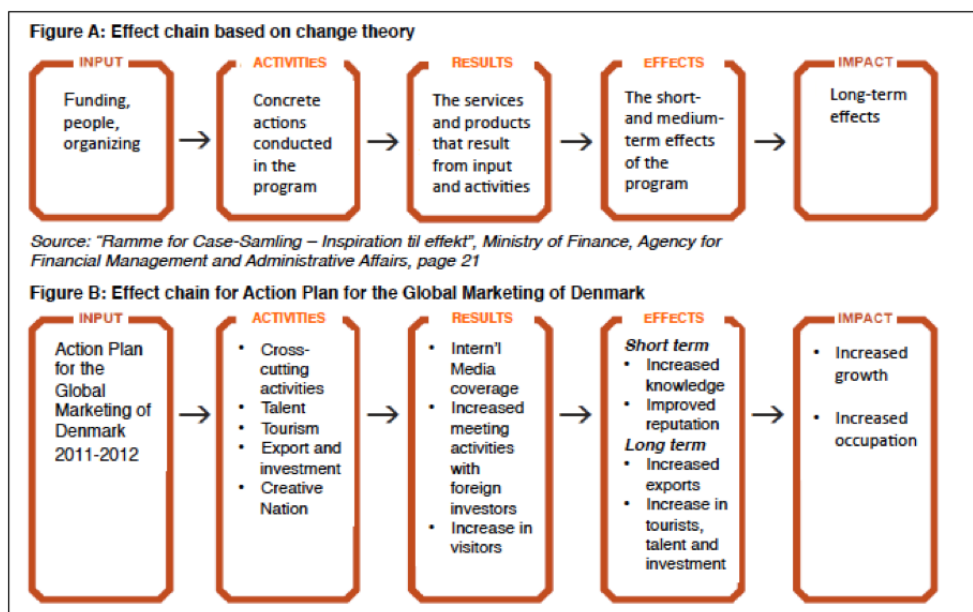 Figure A: Effect chain based on change theory
INPUT
Funding,
people,
organizing
ACTIVITIES
Concrete
actions
conducted
in the
program
RESULTS
The services
and products
that result
from input
and activities
EFFECTS
The short-
and medium-
term effects
of the
program
IMPACT
Long-term
effects
Source: “Ramme for Case-Samling – Inspiration til effekt”, Ministry of Finance, Agency for
Financial Management and Administrative Affairs, page 21
Figure B: Effect chain for Action Plan for the Global Marketing of Denmark
INPUT
Action Plan
for the
Global
Marketing of
Denmark
2011-2012
ACTIVITIES
• Cross-
cutting
activities
• Talent
• Tourism
• Export and
investment
• Creative
Nation
RESULTS
• Intern’l
Media
coverage
• Increased
meeting
activities
with
foreign
investors
• Increase in
visitors
EFFECTS
Short term
• Increased
knowledge
• Improved
reputation
Long term
• Increased
exports
• Increase in
tourists,
talent and
investment
IMPACT
• Increased
growth
• Increased
occupation